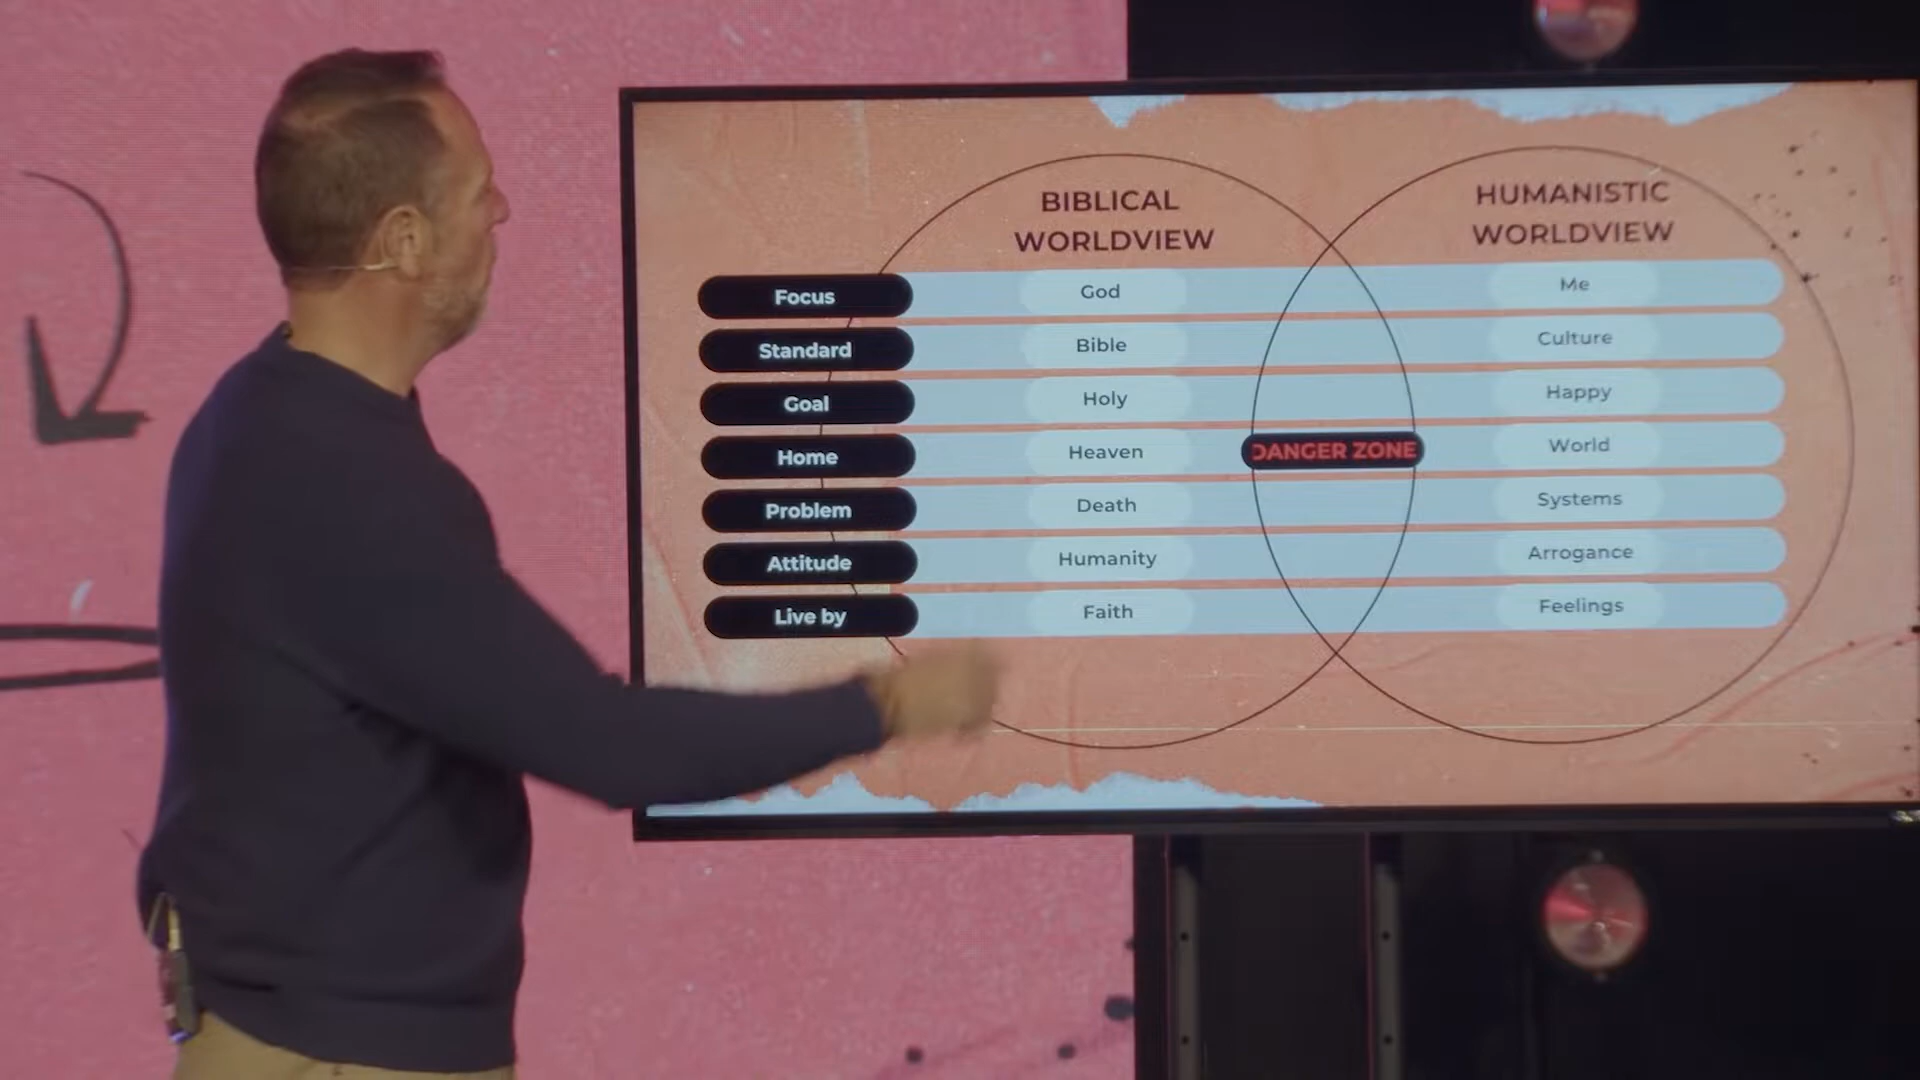 BIBLICAL
WORLDVIEW
HUMANISTIC
WORLDVIEW
Focus God Me
Standard Bible Culture
Goal Holy Happy
Home Heaven DANGER ZONE World
Problem Death Systems
Attitude Humanity Arrogance
Live by Faith Feelings